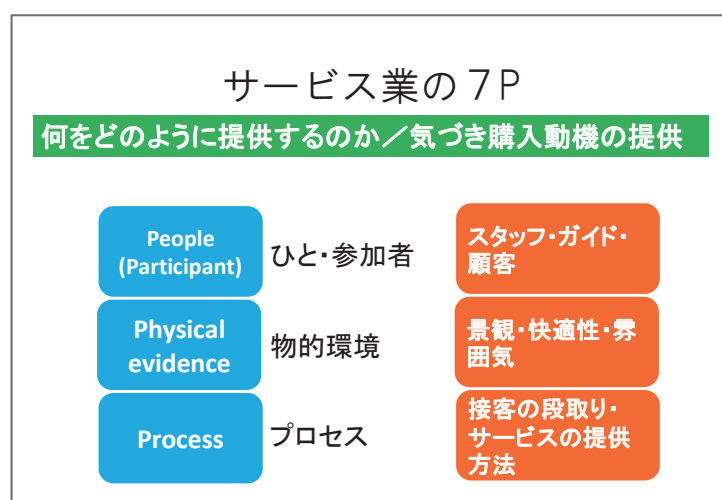 サービス業の7P
何をどのように提供するのか／気づき購入動機の提供
People
(Participant)
ひと・参加者
スタッフ・ガイド・
顧客
Physical
evidence
物的環境
景観・快適性・雰
囲気
Process
プロセス
接客の段取り・
サービスの提供
方法